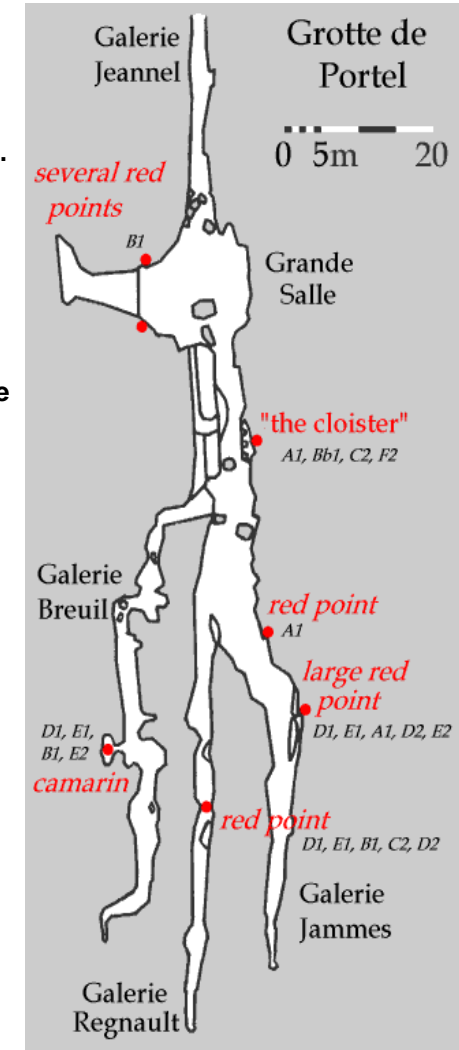 Galerie
Jeannel
Grotte de
Portel
0 5m 20
.
several red
points
B1
Grande
Salle
e
"the cloister"
A1, Bb1, C2, F2
Galerie
Breuil
red point
A1
large red
point
D1, E1, A1, D2, E2
D1, E1,
B1, E2
camarin
red point
D1, E1, B1, C2, D2
Galerie
Jammes
Galerie
Regnault